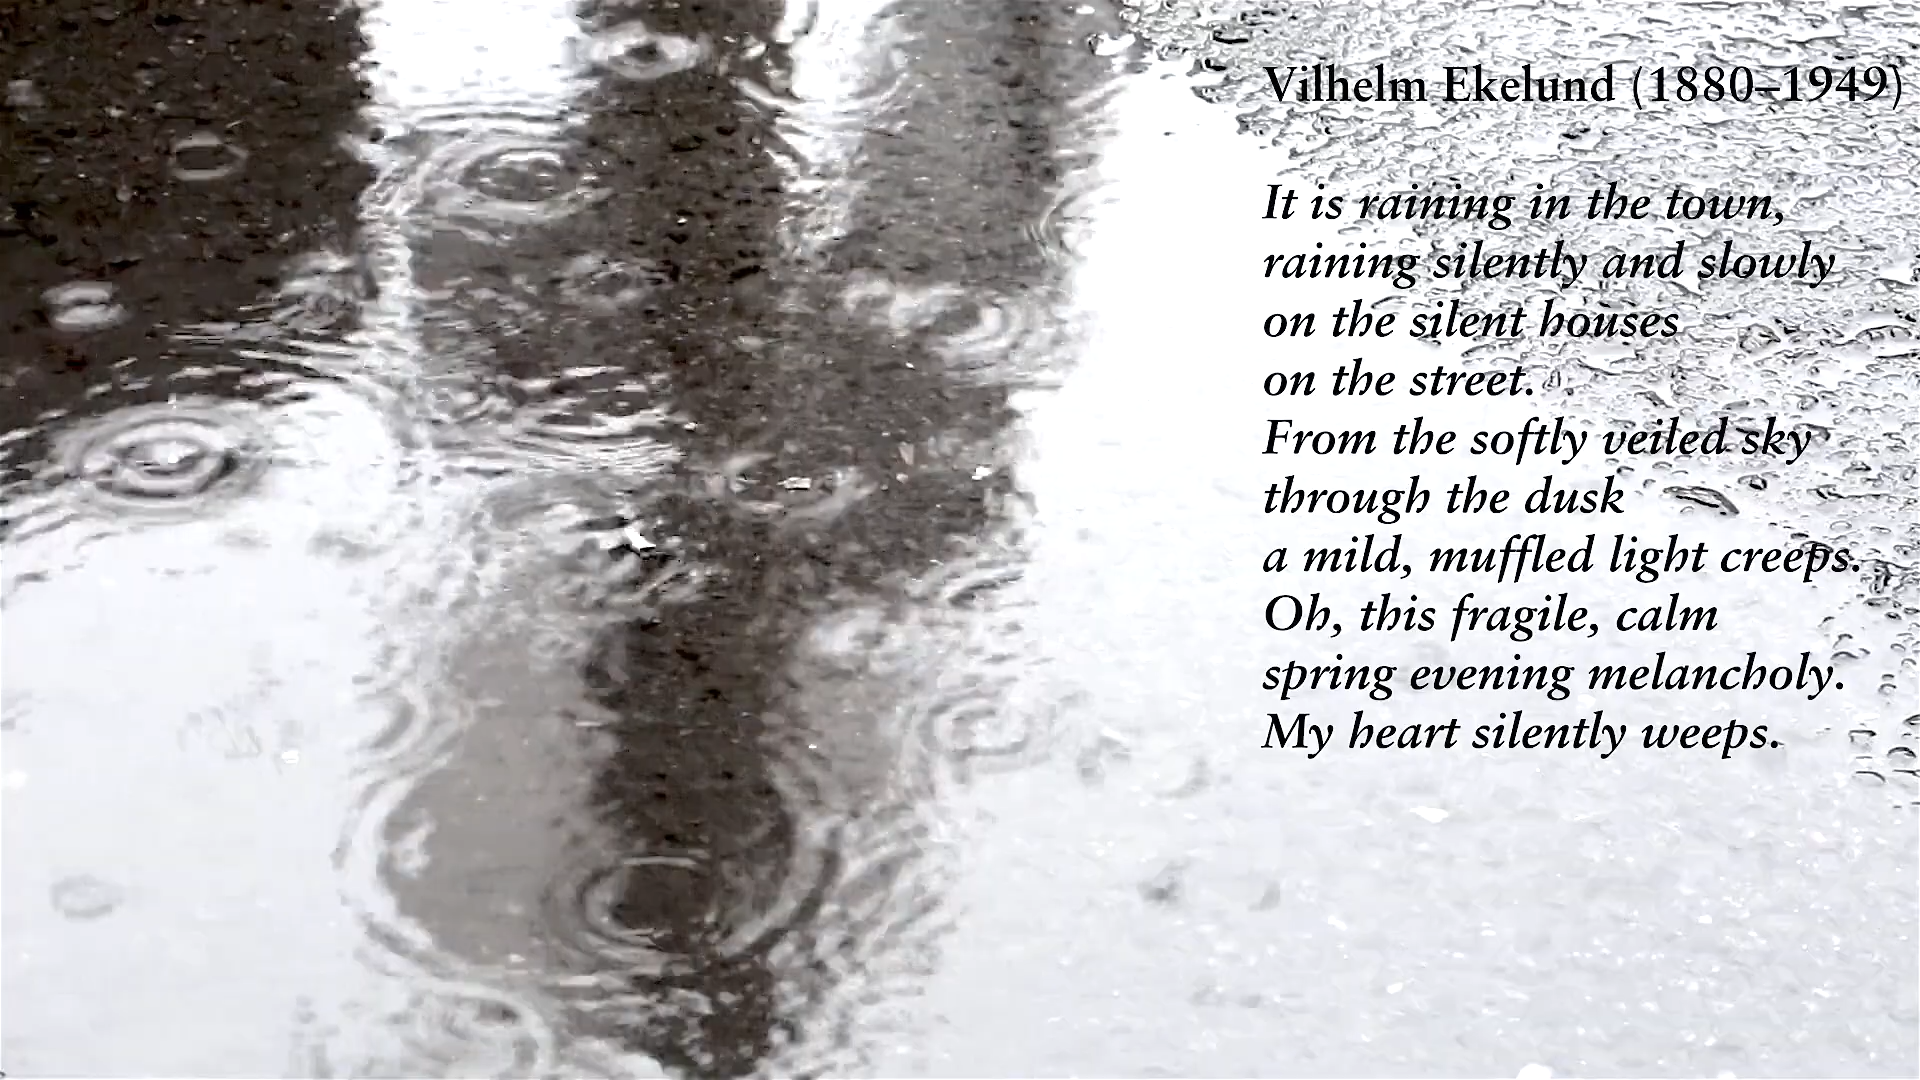 Vilhelm Ekelund (1880–1949)
It is raining in the town,
raining silently and slowly
on the silent houses
on the street.
From the softly veiled sky
through the dusk
a mild, muffled light creeps.
Oh, this fragile, calm
spring evening melancholy.
My heart silently weeps.